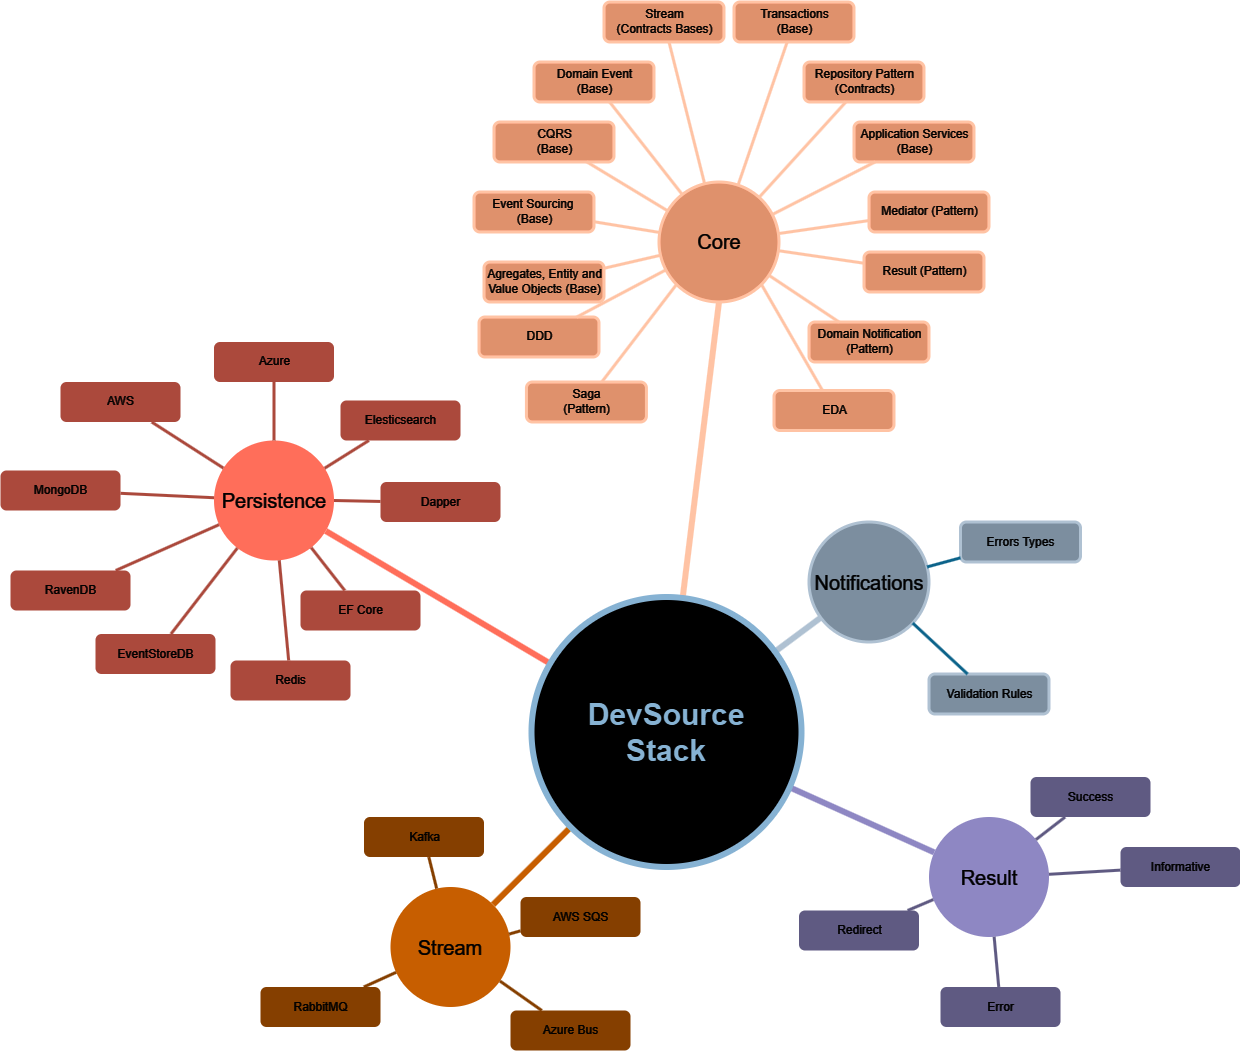 Stream
(Contracts Bases)
Transactions
(Base)
Domain Event
(Base)
Repository Pattern
(Contracts)
CQRS
(Base)
Application Services
(Base)
Event Sourcing
(Base)
Mediator (Pattern)
Core
Agregates, Entity and
Value Objects (Base)
Result (Pattern)
DDD
Domain Notification
(Pattern)
Saga
(Pattern)
EDA
Azure
AWS
Elesticsearch
MongoDB
Persistence
Dapper
RavenDB
EF Core
EventStoreDB
Redis
Errors Types
Notifications
Validation Rules
DevSource
Stack
Success
Informative
Result
Redirect
Error
Kafka
AWS SQS
Stream
RabbitMQ
Azure Bus